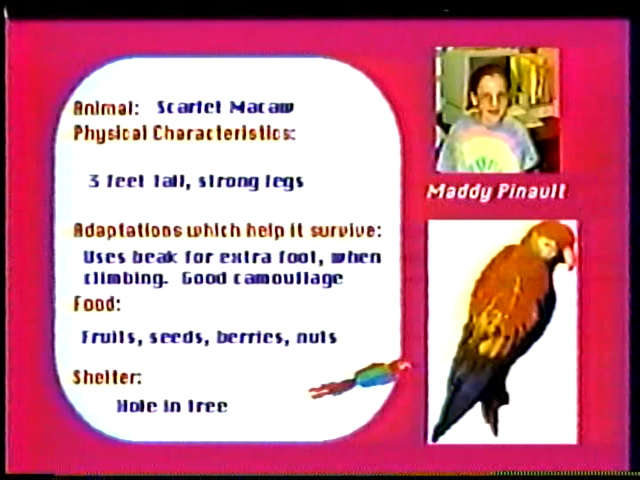 Animal: Scarlet Macaw
Physical Characteristics:
3 feet tall, strong legs
Adaptations which help it survive:
Uses beak for extra foot, when
climbing. Good camouflage
Food:
Fruits, seeds, berries, nuts
Shelter:
Hole in tree
Maddy Pinault